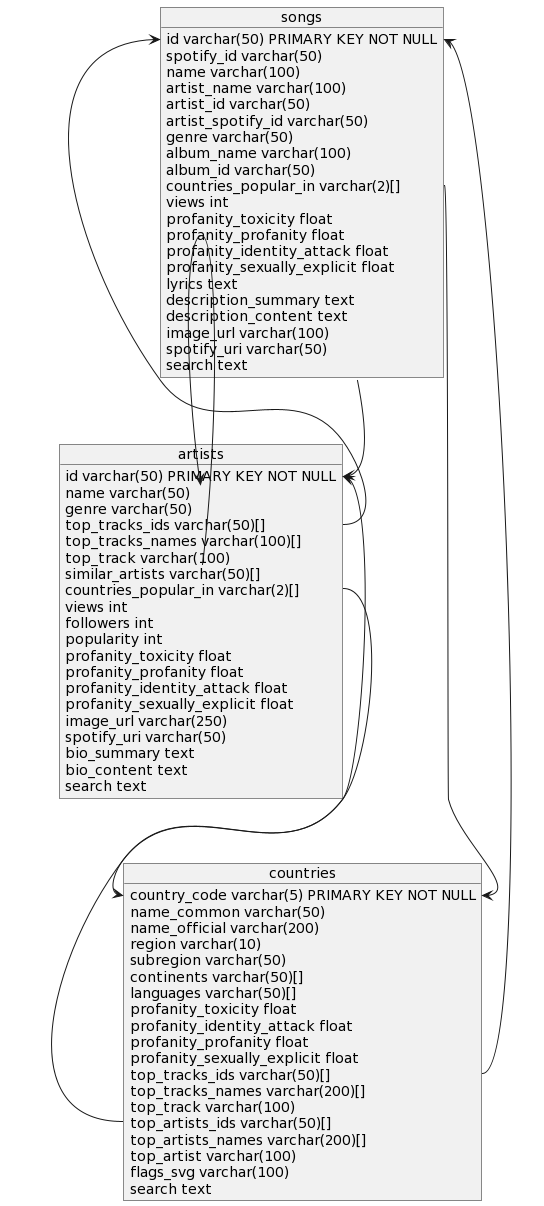 songs
id varchar(50) PRIMARY KEY NOT NULL
spotify_id varchar(50)
name varchar(100)
artist_name varchar(100)
artist_id varchar(50)
artist_spotify_id varchar(50)
genre varchar(50)
album_name varchar(100)
album_id varchar(50)
countries_popular_in varchar(2)[]
views int
profanity_toxicity float
profanity_profanity float
profanity_identity_attack float
profanity_sexually_explicit float
lyrics text
description_summary text
description_content text
image_url varchar(100)
spotify_uri varchar(50)
search text
artists
id varchar(50) PRIMARY KEY NOT NULL
name varchar(50)
genre varchar(50)
top_tracks_ids varchar(50)[]
top_tracks_names varchar(100)[]
top_track varchar(100)
similar_artists varchar(50)[]
countries_popular_in varchar(2)[]
views int
followers int
popularity int
profanity_toxicity float
profanity_profanity float
profanity_identity_attack float
profanity_sexually_explicit float
image_url varchar(250)
spotify_uri varchar(50)
bio_summary text
bio_content text
search text
countries
country_code varchar(5) PRIMARY KEY NOT NULL
name_common varchar(50)
name_official varchar(200)
region varchar(10)
subregion varchar(50)
continents varchar(50)[]
languages varchar(50)[]
profanity_toxicity float
profanity_identity_attack float
profanity_profanity float
profanity_sexually_explicit float
top_tracks_ids varchar(50)[]
top_tracks_names varchar(200)[]
top_track varchar(100)
top_artists_ids varchar(50)[]
top_artists_names varchar(200)[]
top_artist varchar(100)
flags_svg varchar(100)
search text